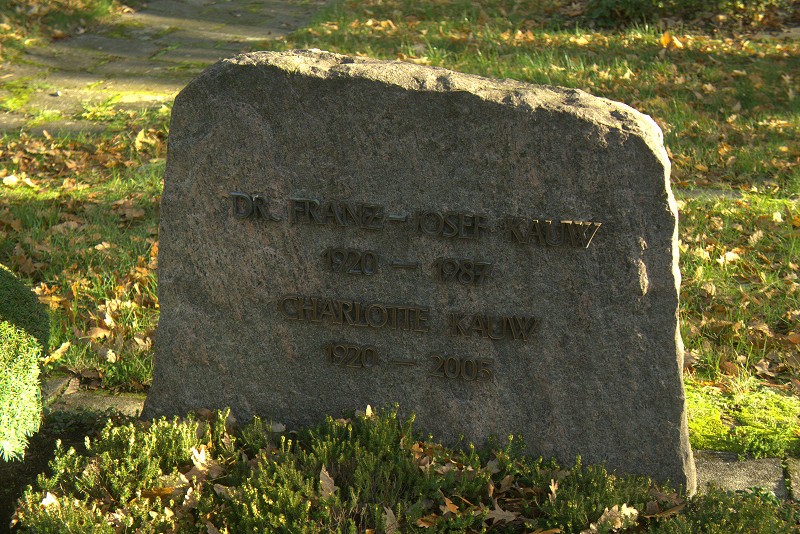 DR. FRANZ – JOSEF KAUW
1920 — 1987
CHARLOTTE KAUW
1920 — 2005